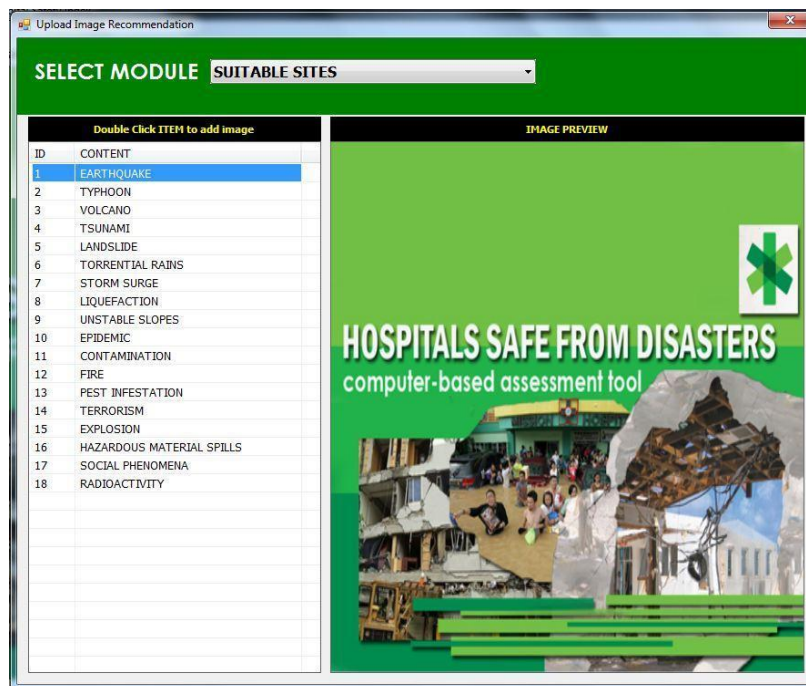 Upload Image Recommendation
SELECT MODULE SUITABLE SITES
Double Click ITEM to add image
ID CONTENT
1 EARTHQUAKE
2 TYPHOON
3 VOLCANO
4 TSUNAMI
5 LANDSLIDE
6 TORRENTIAL RAINS
7 STORM SURGE
8 LIQUEFACTION
9 UNSTABLE SLOPES
10 EPIDEMIC
11 CONTAMINATION
12 FIRE
13 PEST INFESTATION
14 TERRORISM
15 EXPLOSION
16 HAZARDOUS MATERIAL SPILLS
17 SOCIAL PHENOMENA
18 RADIOACTIVITY
IMAGE PREVIEW
HOSPITALS SAFE FROM DISASTERS
computer-based assessment tool